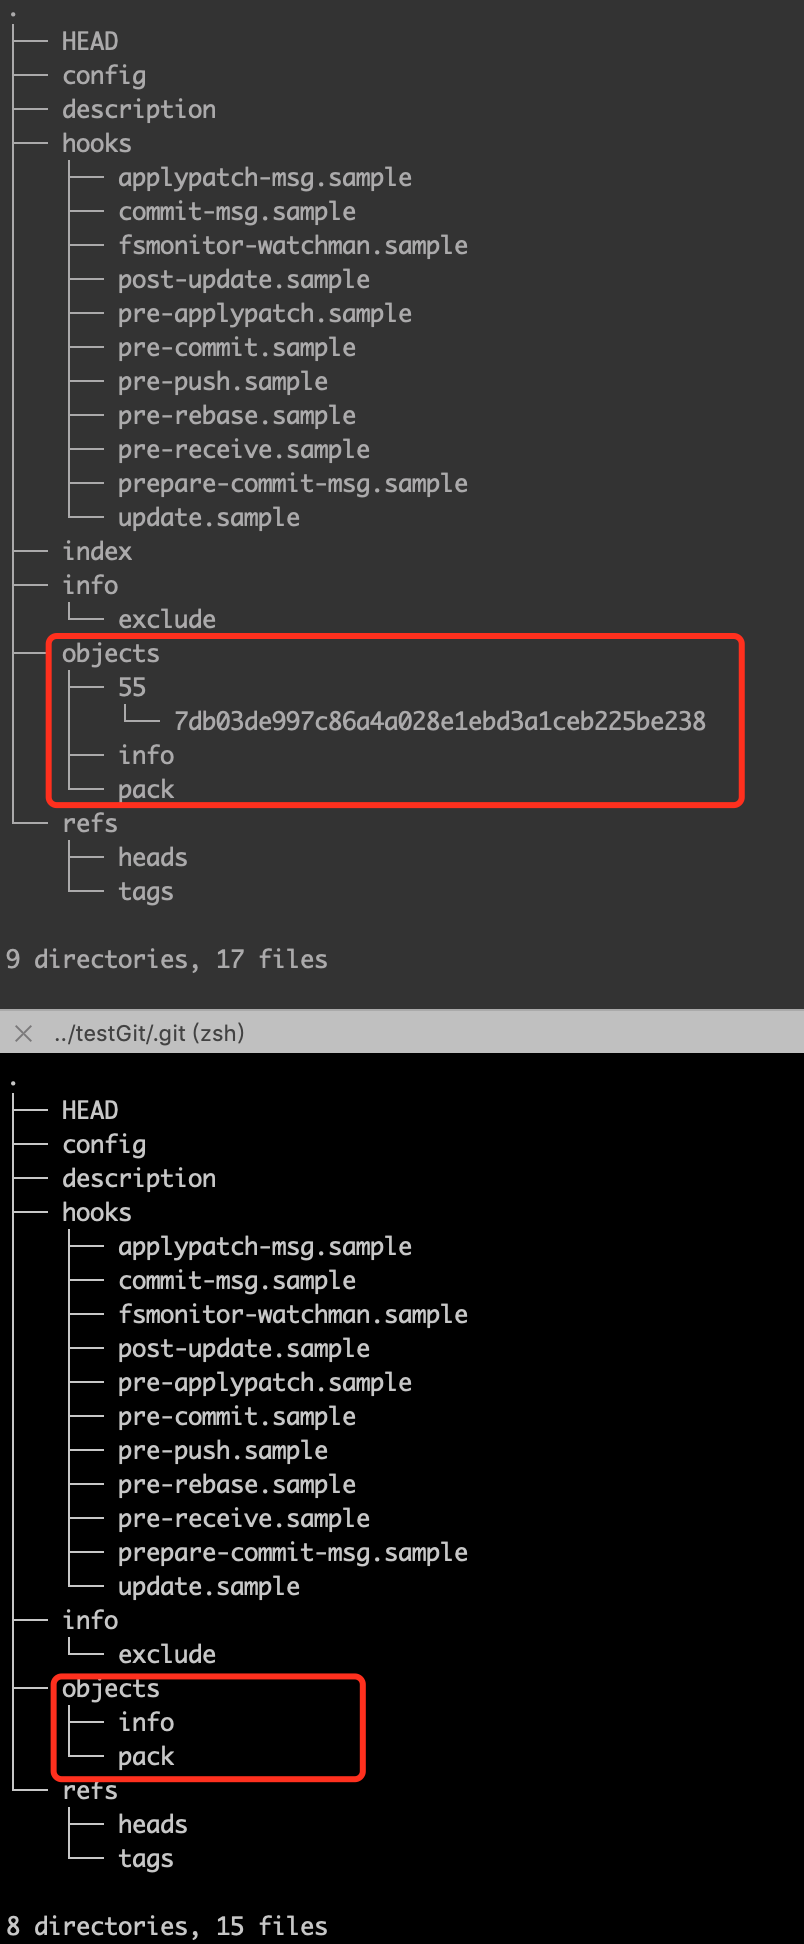 .
├── HEAD
├── config
├── description
├── hooks
│   ├── applypatch-msg.sample
│   ├── commit-msg.sample
│   ├── fsmonitor-watchman.sample
│   ├── post-update.sample
│   ├── pre-applypatch.sample
│   ├── pre-commit.sample
│   ├── pre-push.sample
│   ├── pre-rebase.sample
│   ├── pre-receive.sample
│   ├── prepare-commit-msg.sample
│   └── update.sample
├── index
├── info
│   └── exclude
├── objects
│   ├── 55
│   │   └── 7db03de997c86a4a028e1ebd3a1ceb225be238
│   ├── info
│   └── pack
└── refs
    ├── heads
    └── tags
9 directories, 17 files
../testGit/.git (zsh)
.
├── HEAD
├── config
├── description
├── hooks
│   ├── applypatch-msg.sample
│   ├── commit-msg.sample
│   ├── fsmonitor-watchman.sample
│   ├── post-update.sample
│   ├── pre-applypatch.sample
│   ├── pre-commit.sample
│   ├── pre-push.sample
│   ├── pre-rebase.sample
│   ├── pre-receive.sample
│   ├── prepare-commit-msg.sample
│   └── update.sample
├── info
│   └── exclude
├── objects
│   ├── info
│   └── pack
└── refs
    ├── heads
    └── tags
8 directories, 15 files